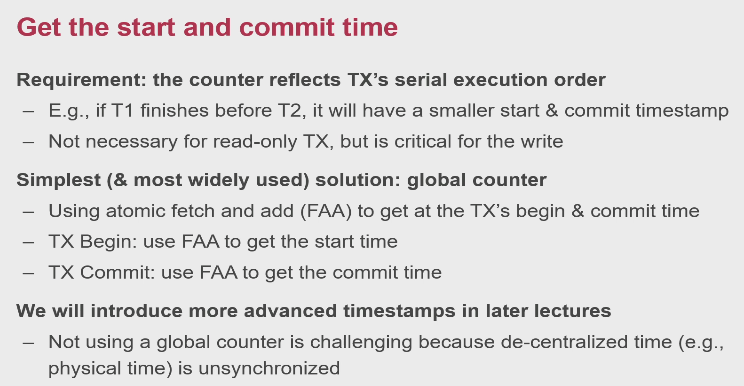 Get the start and commit time
Requirement: the counter reflects TX's serial execution order
– E.g., if T1 finishes before T2, it will have a smaller start & commit timestamp
– Not necessary for read-only TX, but is critical for the write
Simplest (& most widely used) solution: global counter
– Using atomic fetch and add (FAA) to get at the TX's begin & commit time
– TX Begin: use FAA to get the start time
– TX Commit: use FAA to get the commit time
We will introduce more advanced timestamps in later lectures
– Not using a global counter is challenging because de-centralized time (e.g.,
physical time) is unsynchronized